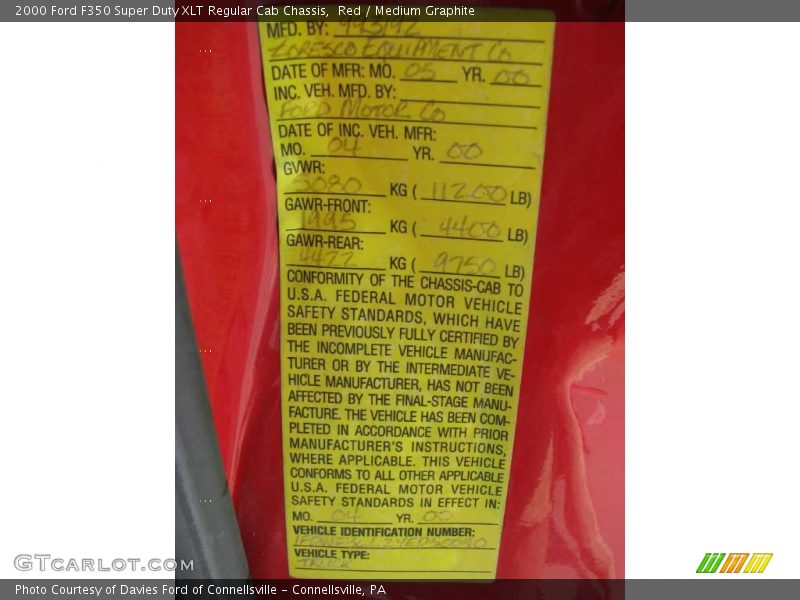 2000 Ford F350 Super Duty XLT Regular Cab Chassis, Red / Medium Graphite
MFD. BY:
ZORESCO EQUIPMENT CO
DATE OF MFR: MO. 05 YR. 00
INC. VEH. MFD. BY:
FORD MOTOR CO
DATE OF INC. VEH. MFR:
MO. 04 YR. 00
GVWR:
5080 KG ( 11200 LB)
GAWR-FRONT:
1995 KG ( 4400 LB)
GAWR-REAR:
4422 KG ( 9750 LB)
CONFORMITY OF THE CHASSIS-CAB TO
U.S.A. FEDERAL MOTOR VEHICLE
SAFETY STANDARDS, WHICH HAVE
BEEN PREVIOUSLY FULLY CERTIFIED BY
THE INCOMPLETE VEHICLE MANUFAC-
TURER OR BY THE INTERMEDIATE VE-
HICLE MANUFACTURER, HAS NOT BEEN
AFFECTED BY THE FINAL-STAGE MANU-
FACTURE. THE VEHICLE HAS BEEN COM-
PLETED IN ACCORDANCE WITH PRIOR
MANUFACTURER'S INSTRUCTIONS,
WHERE APPLICABLE. THIS VEHICLE
CONFORMS TO ALL OTHER APPLICABLE
U.S.A. FEDERAL MOTOR VEHICLE
SAFETY STANDARDS IN EFFECT IN:
MO. 04 YR. 00
VEHICLE IDENTIFICATION NUMBER:
VEHICLE TYPE:
TRUCK
GTcarlot.com
Photo Courtesy of Davies Ford of Connellsville - Connellsville, PA